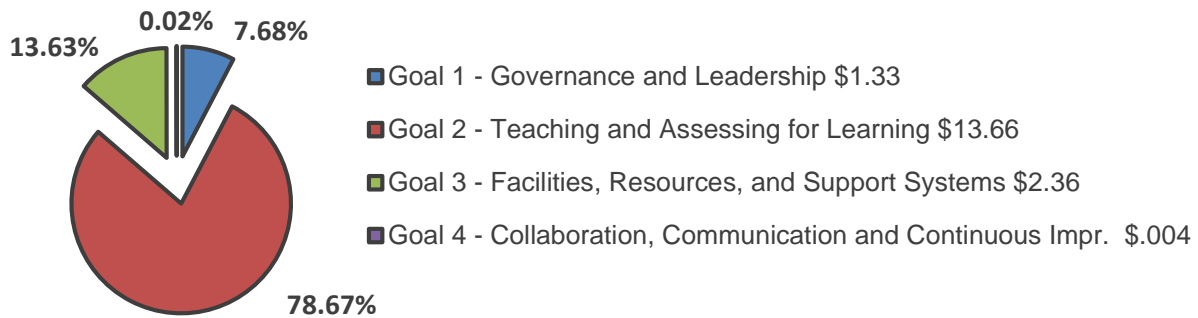 0.02%
7.68%
13.63%
Goal 1 - Governance and Leadership $1.33
Goal 2 - Teaching and Assessing for Learning $13.66
Goal 3 - Facilities, Resources, and Support Systems $2.36
Goal 4 - Collaboration, Communication and Continuous Impr. $.004
78.67%